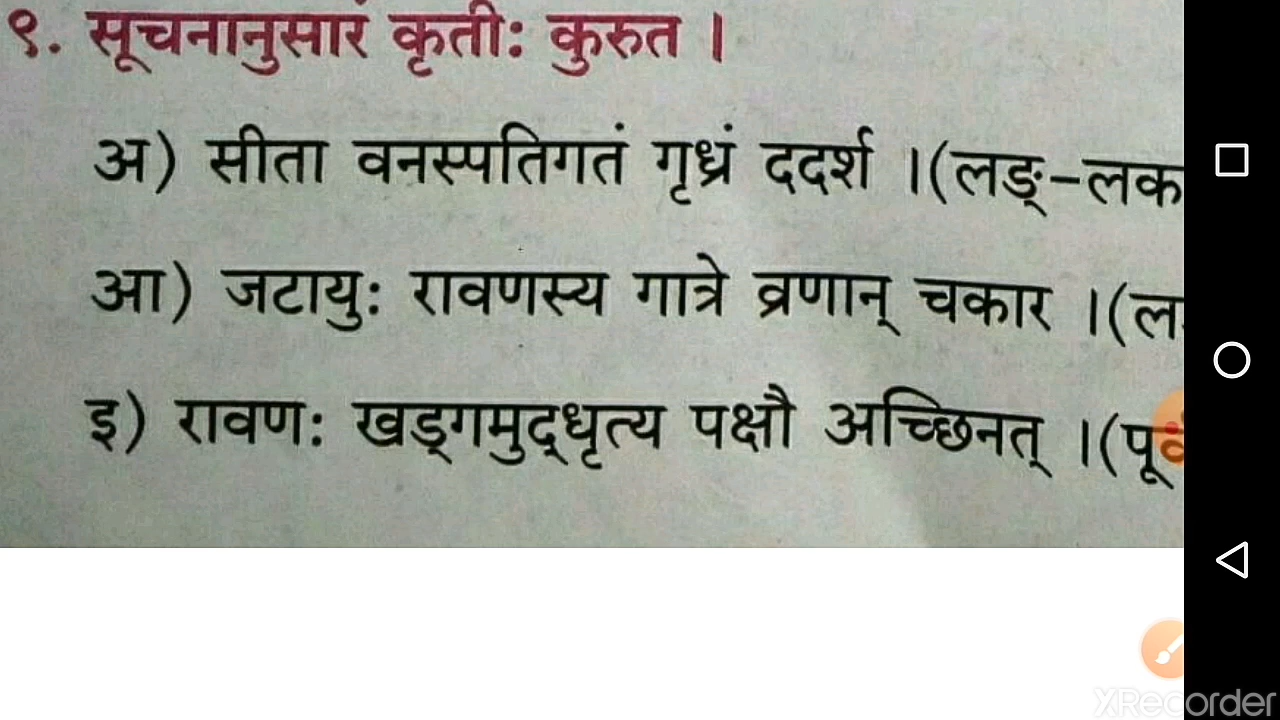 ९. सूचनानुसारं कृतीः कुरुत ।
अ) सीता वनस्पतिगतं गृध्रं ददर्श ।(लङ्-लक
आ) जटायुः रावणस्य गात्रे व्रणान् चकार ।(ल
इ) रावणः खड्गमुद्धृत्य पक्षौ अच्छिनत् ।(पू
XRecorder